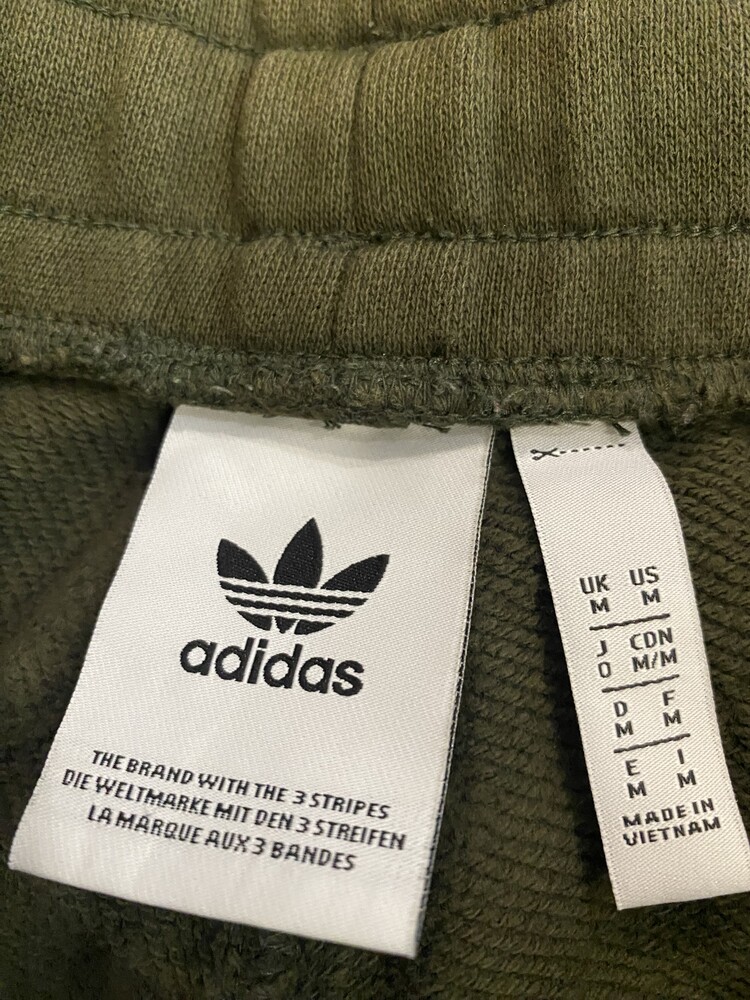 adidas
THE BRAND WITH THE 3 STRIPES
DIE WELTMARKE MIT DEN 3 STREIFEN
LA MARQUE AUX 3 BANDES
UK US
M M
J CDN
O M/M
D F
M M
E I
M M
MADE IN
VIETNAM